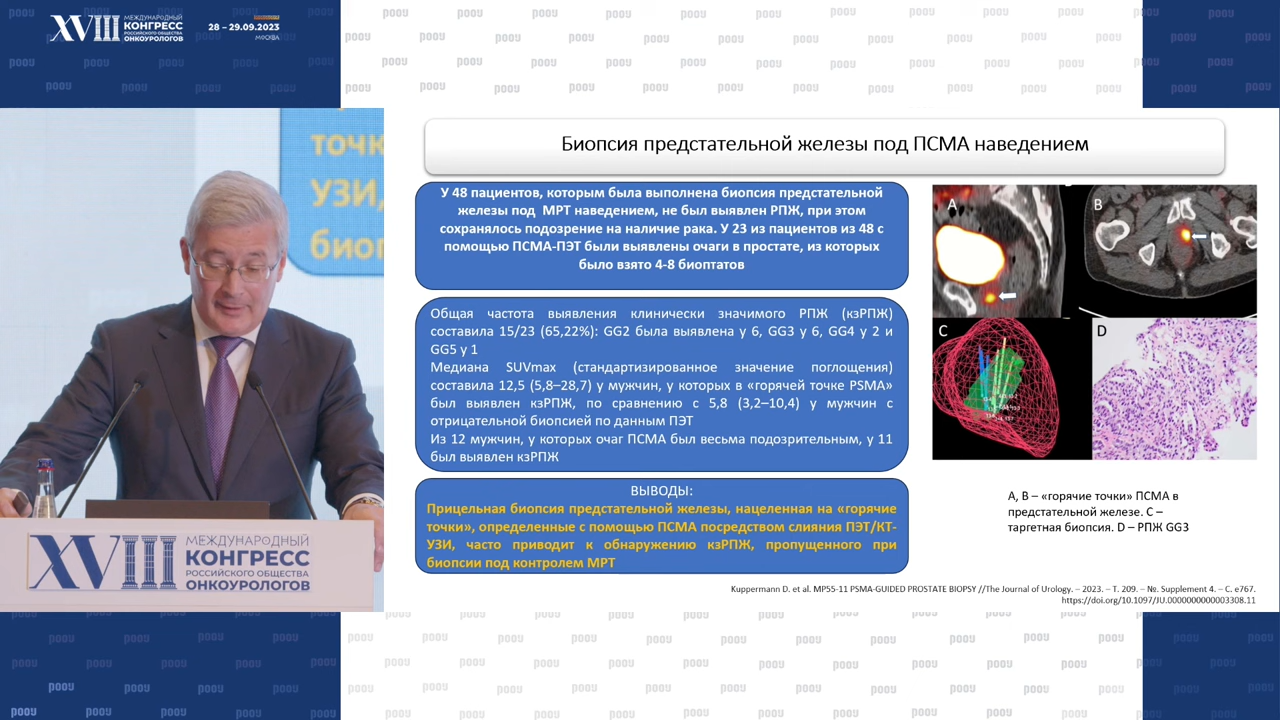 XVIII МЕЖДУНАРОДНЫЙ
КОНГРЕСС
РОССИЙСКОГО ОБЩЕСТВА
ОНКОУРОЛОГОВ
28 – 29.09.2023
МОСКВА
точк
УЗИ,
биоп
XVIII МЕЖДУНАРОДНЫЙ
КОНГРЕСС
РОССИЙСКОГО ОБЩЕСТВА
ОНКОУРОЛОГОВ
Биопсия предстательной железы под ПСМА наведением
У 48 пациентов, которым была выполнена биопсия предстательной
железы под МРТ наведением, не был выявлен РПЖ, при этом
сохранялось подозрение на наличие рака. У 23 из пациентов из 48 с
помощью ПСМА-ПЭТ были выявлены очаги в простате, из которых
было взято 4-8 биоптатов
Общая частота выявления клинически значимого РПЖ (кзРПЖ)
составила 15/23 (65,22%): GG2 была выявлена у 6, GG3 у 6, GG4 у 2 и
GG5 у 1
Медиана SUVmax (стандартизированное значение поглощения)
составила 12,5 (5,8–28,7) у мужчин, у которых в «горячей точке PSMA»
был выявлен кзРПЖ, по сравнению с 5,8 (3,2–10,4) у мужчин с
отрицательной биопсией по данным ПЭТ
Из 12 мужчин, у которых очаг ПСМА был весьма подозрительным, у 11
был выявлен кзРПЖ
ВЫВОДЫ:
Прицельная биопсия предстательной железы, нацеленная на «горячие
точки», определенные с помощью ПСМА посредством слияния ПЭТ/КТ-
УЗИ, часто приводит к обнаружению кзРПЖ, пропущенного при
биопсии под контролем МРТ
A
B
C
D
А, В – «горячие точки» ПСМА в
предстательной железе. С –
таргетная биопсия. D – РПЖ GG3
Kuppermann D. et al. MP55-11 PSMA-GUIDED PROSTATE BIOPSY //The Journal of Urology. – 2023. – Т. 209. – №. Supplement 4. – С. e767.
https://doi.org/10.1097/JU.0000000000003308.11